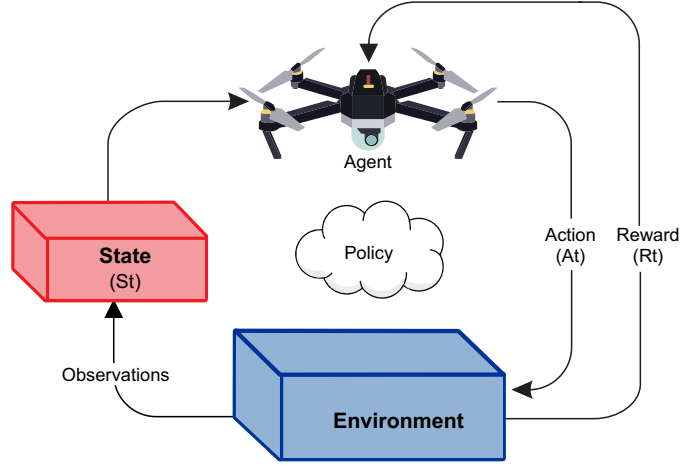 Agent
State
(St)
Policy
Action
(At)
Reward
(Rt)
Observations
Environment